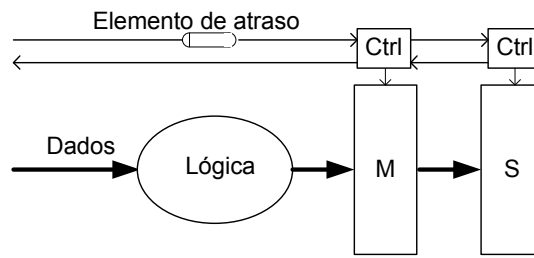 Elemento de atraso
Ctrl
Ctrl
Dados
Lógica
M
S